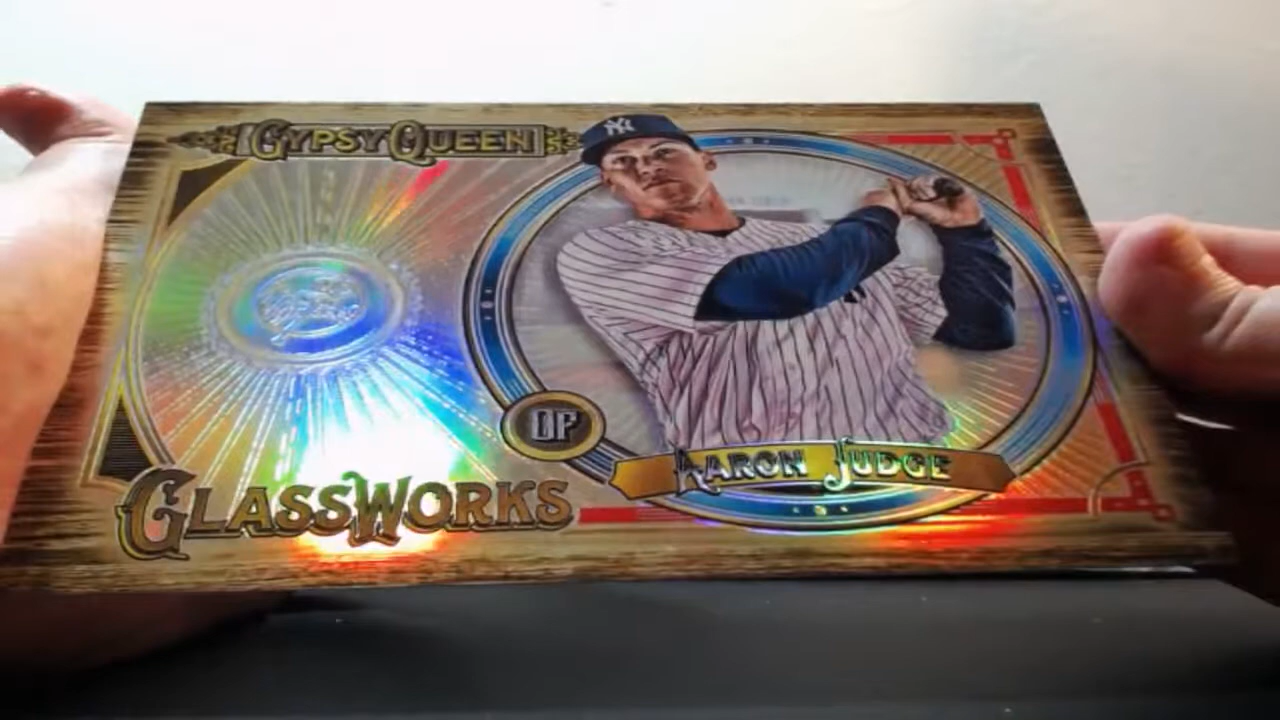 GYPSY QUEEN
NY
OF
AARON JUDGE
GLASSWORKS